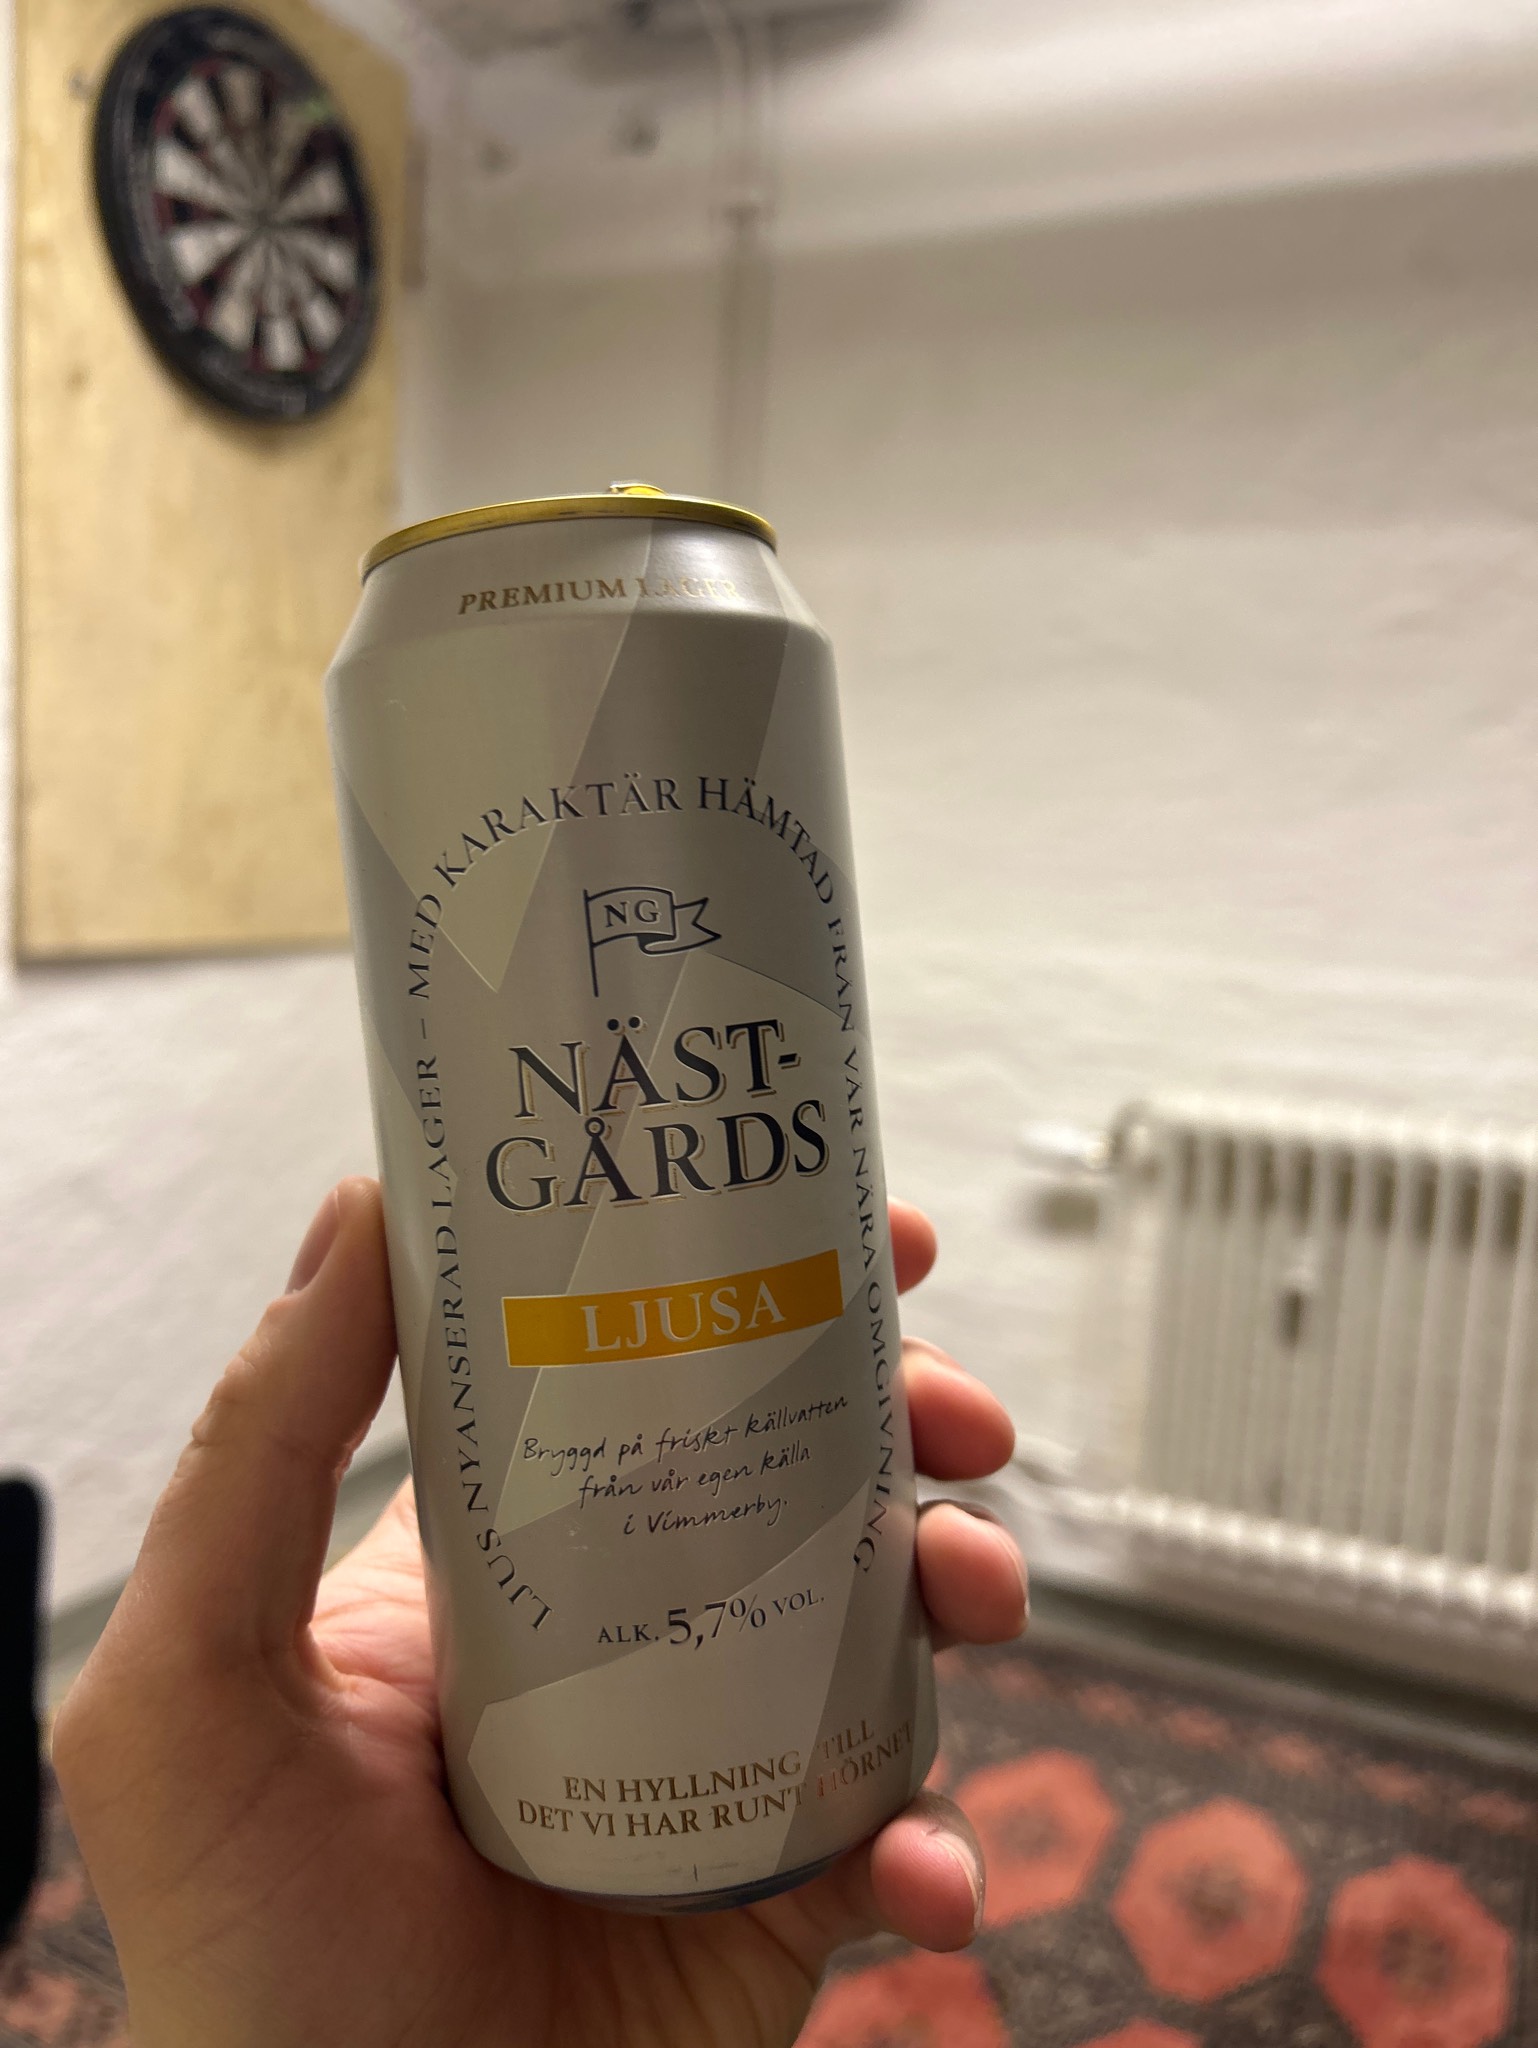 PREMIUM LAGER
LJUS NYANSERAD LAGER – MED KARAKTÄR HÄMTAD FRÅN VÅR NÄRA OMGIVNING
NG
NÄST-
GÅRDS
LJUSA
Bryggd på friskt källvatten
från vår egen källa
i Vimmerby.
ALK. 5,7% VOL.
EN HYLLNING TILL
DET VI HAR RUNT HÖRNET